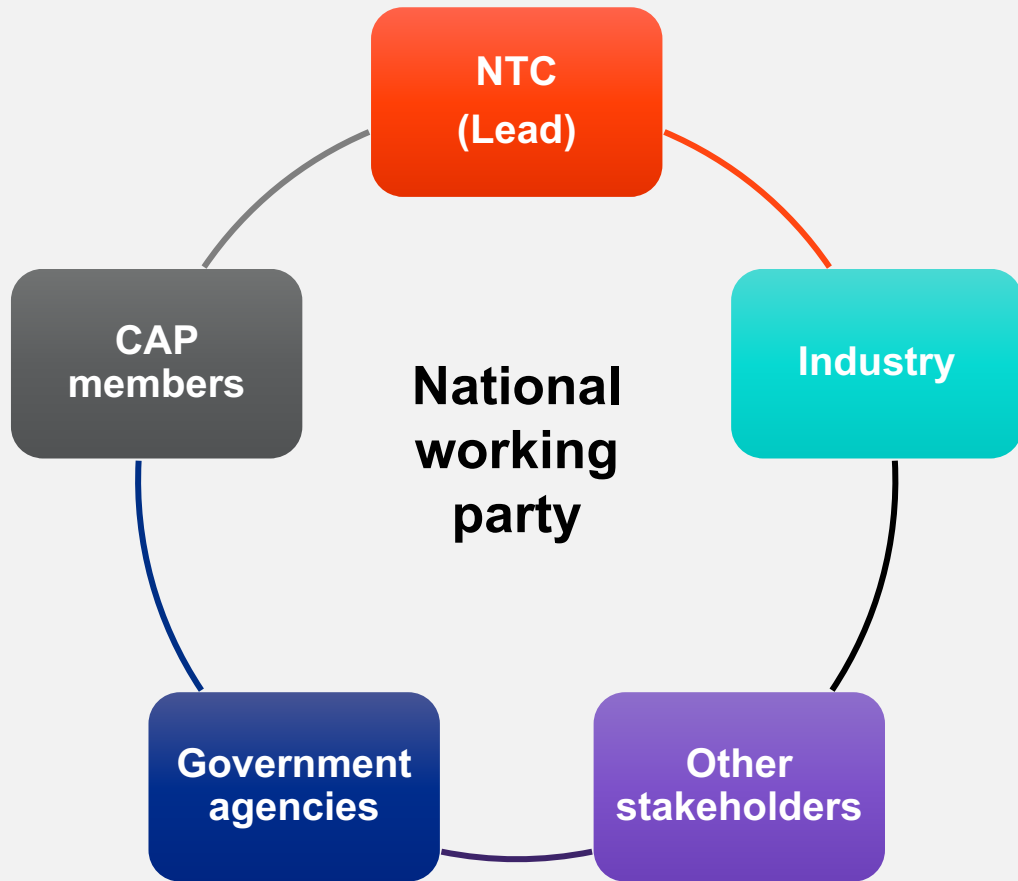 NTC
(Lead)
CAP
members
Industry
National
working
party
Government
agencies
Other
stakeholders